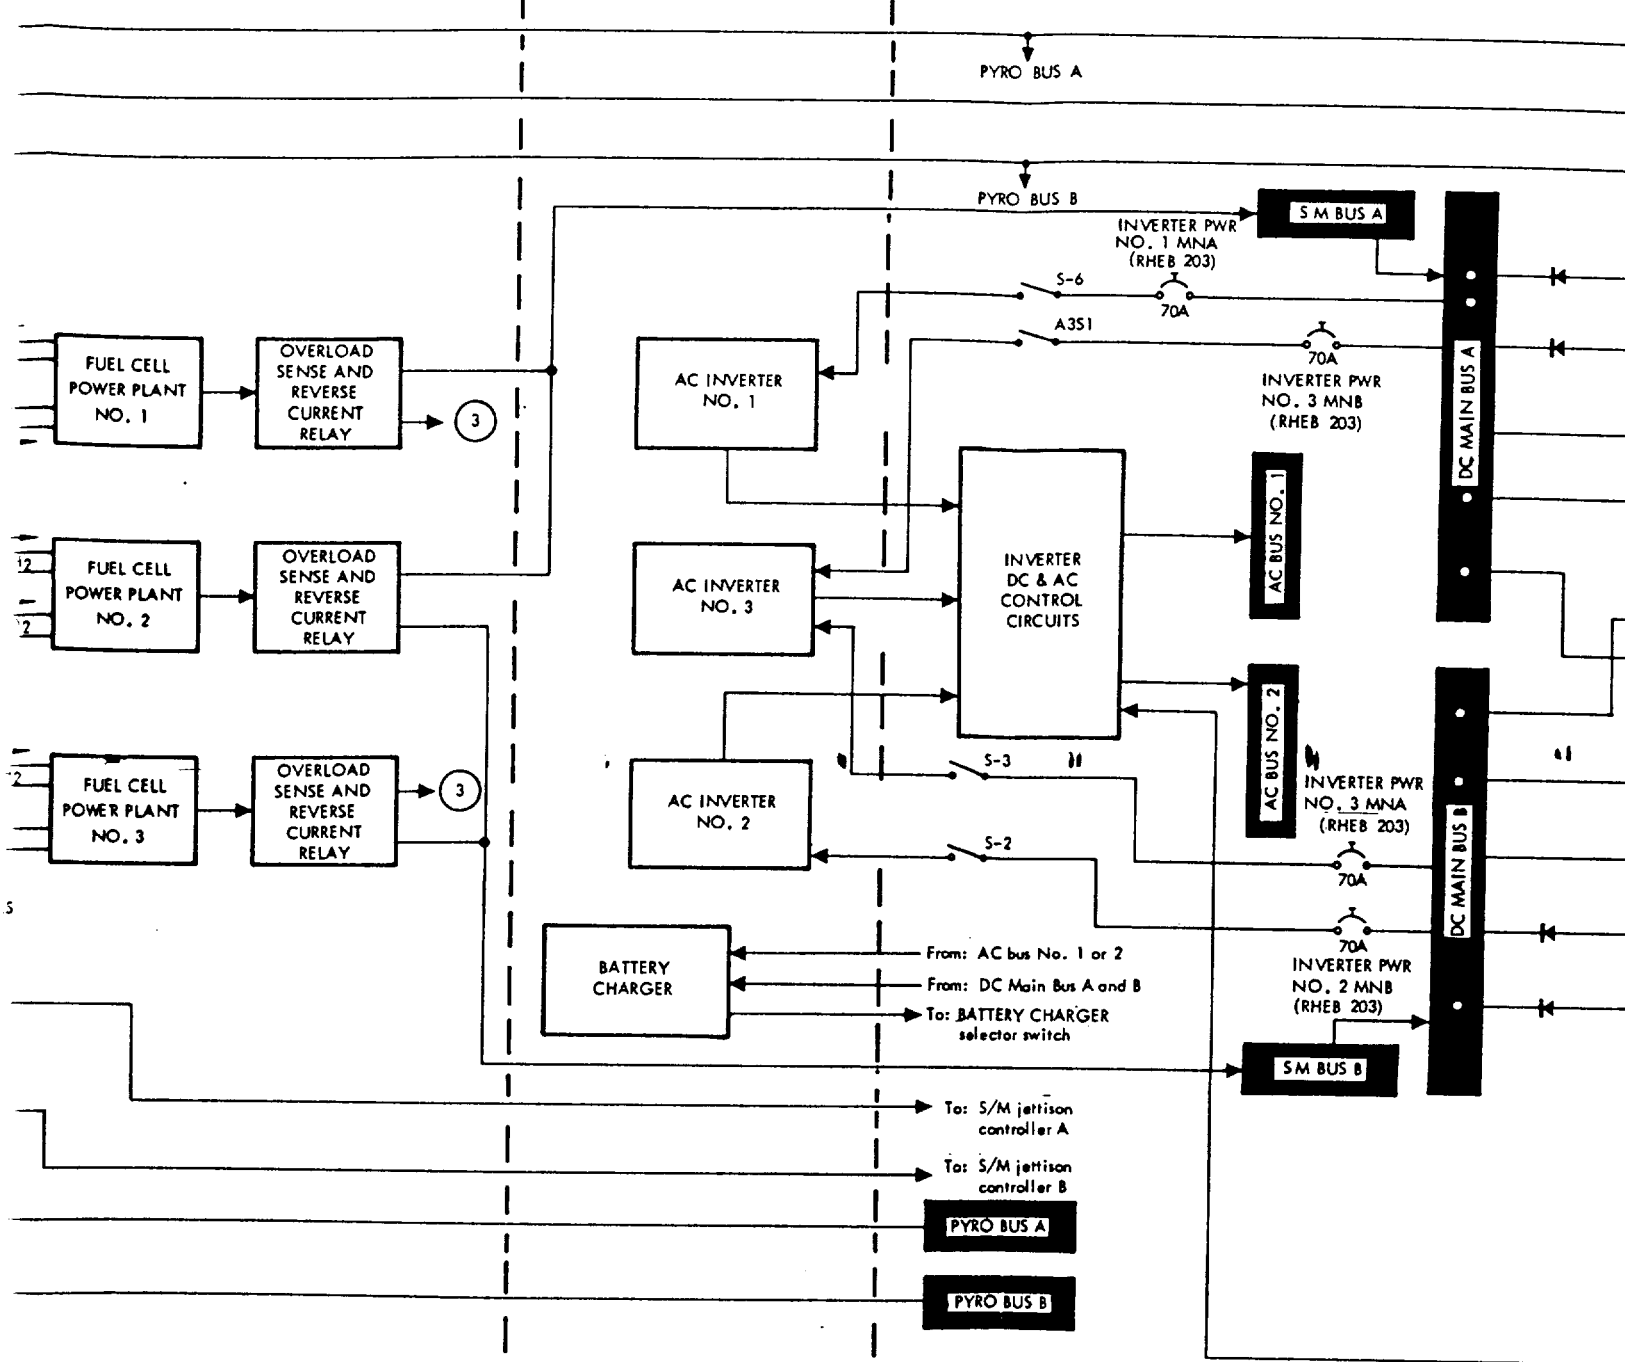 PYRO BUS A
PYRO BUS B
S M BUS A
INVERTER PWR
NO. 1 MNA
(RHEB 203)
S-6
70A
A3S1
70A
INVERTER PWR
NO. 3 MNB
(RHEB 203)
DC MAIN BUS A
FUEL CELL
POWER PLANT
NO. 1
OVERLOAD
SENSE AND
REVERSE
CURRENT
RELAY
3
AC INVERTER
NO. 1
INVERTER
DC & AC
CONTROL
CIRCUITS
AC BUS NO. 1
12
2
FUEL CELL
POWER PLANT
NO. 2
OVERLOAD
SENSE AND
REVERSE
CURRENT
RELAY
AC INVERTER
NO. 3
AC BUS NO. 2
2
FUEL CELL
POWER PLANT
NO. 3
OVERLOAD
SENSE AND
REVERSE
CURRENT
RELAY
3
AC INVERTER
NO. 2
S-3
S-2
INVERTER PWR
NO. 3 MNA
(RHEB 203)
70A
70A
INVERTER PWR
NO. 2 MNB
(RHEB 203)
DC MAIN BUS B
S
BATTERY
CHARGER
From: AC bus No. 1 or 2
From: DC Main Bus A and B
To: BATTERY CHARGER
selector switch
S M BUS B
To: S/M jettison
controller A
To: S/M jettison
controller B
PYRO BUS A
PYRO BUS B